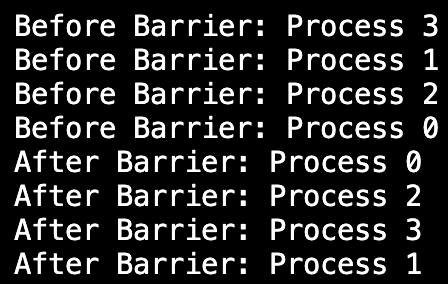 Before Barrier: Process 3
Before Barrier: Process 1
Before Barrier: Process 2
Before Barrier: Process 0
After Barrier: Process 0
After Barrier: Process 2
After Barrier: Process 3
After Barrier: Process 1